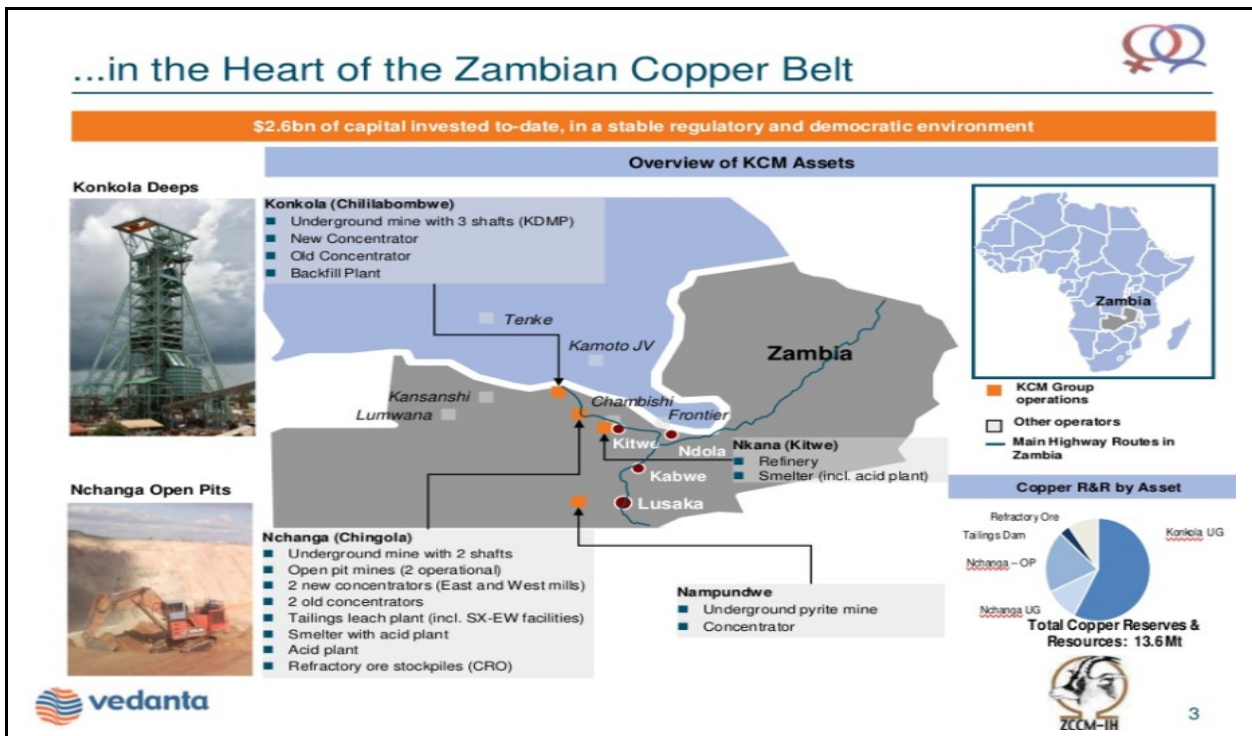 ...in the Heart of the Zambian Copper Belt
$2.6bn of capital invested to-date, in a stable regulatory and democratic environment
Overview of KCM Assets
Konkola Deeps
Konkola (Chililabombwe)
Underground mine with 3 shafts (KDMP)
New Concentrator
Old Concentrator
Backfill Plant
Tenke
Kamoto JV
Zambia
Kansanshi
Lumwana
Chambishi
Frontier
Kitwe
Ndola
Kabwe
Lusaka
Nkana (Kitwe)
Refinery
Smelter (incl. acid plant)
Zambia
KCM Group
operations
Other operators
Main Highway Routes in
Zambia
Nchanga Open Pits
Nchanga (Chingola)
Underground mine with 2 shafts
Open pit mines (2 operational)
2 new concentrators (East and West mills)
2 old concentrators
Tailings leach plant (incl. SX-EW facilities)
Smelter with acid plant
Acid plant
Refractory ore stockpiles (CRO)
Nampundwe
Underground pyrite mine
Concentrator
Copper R&R by Asset
Refractory Ore
Tailings Dam
Nchanga – OP
Nchanga UG
Konkola UG
Total Copper Reserves &
Resources: 13.6Mt
vedanta
ZCCM-IH
3